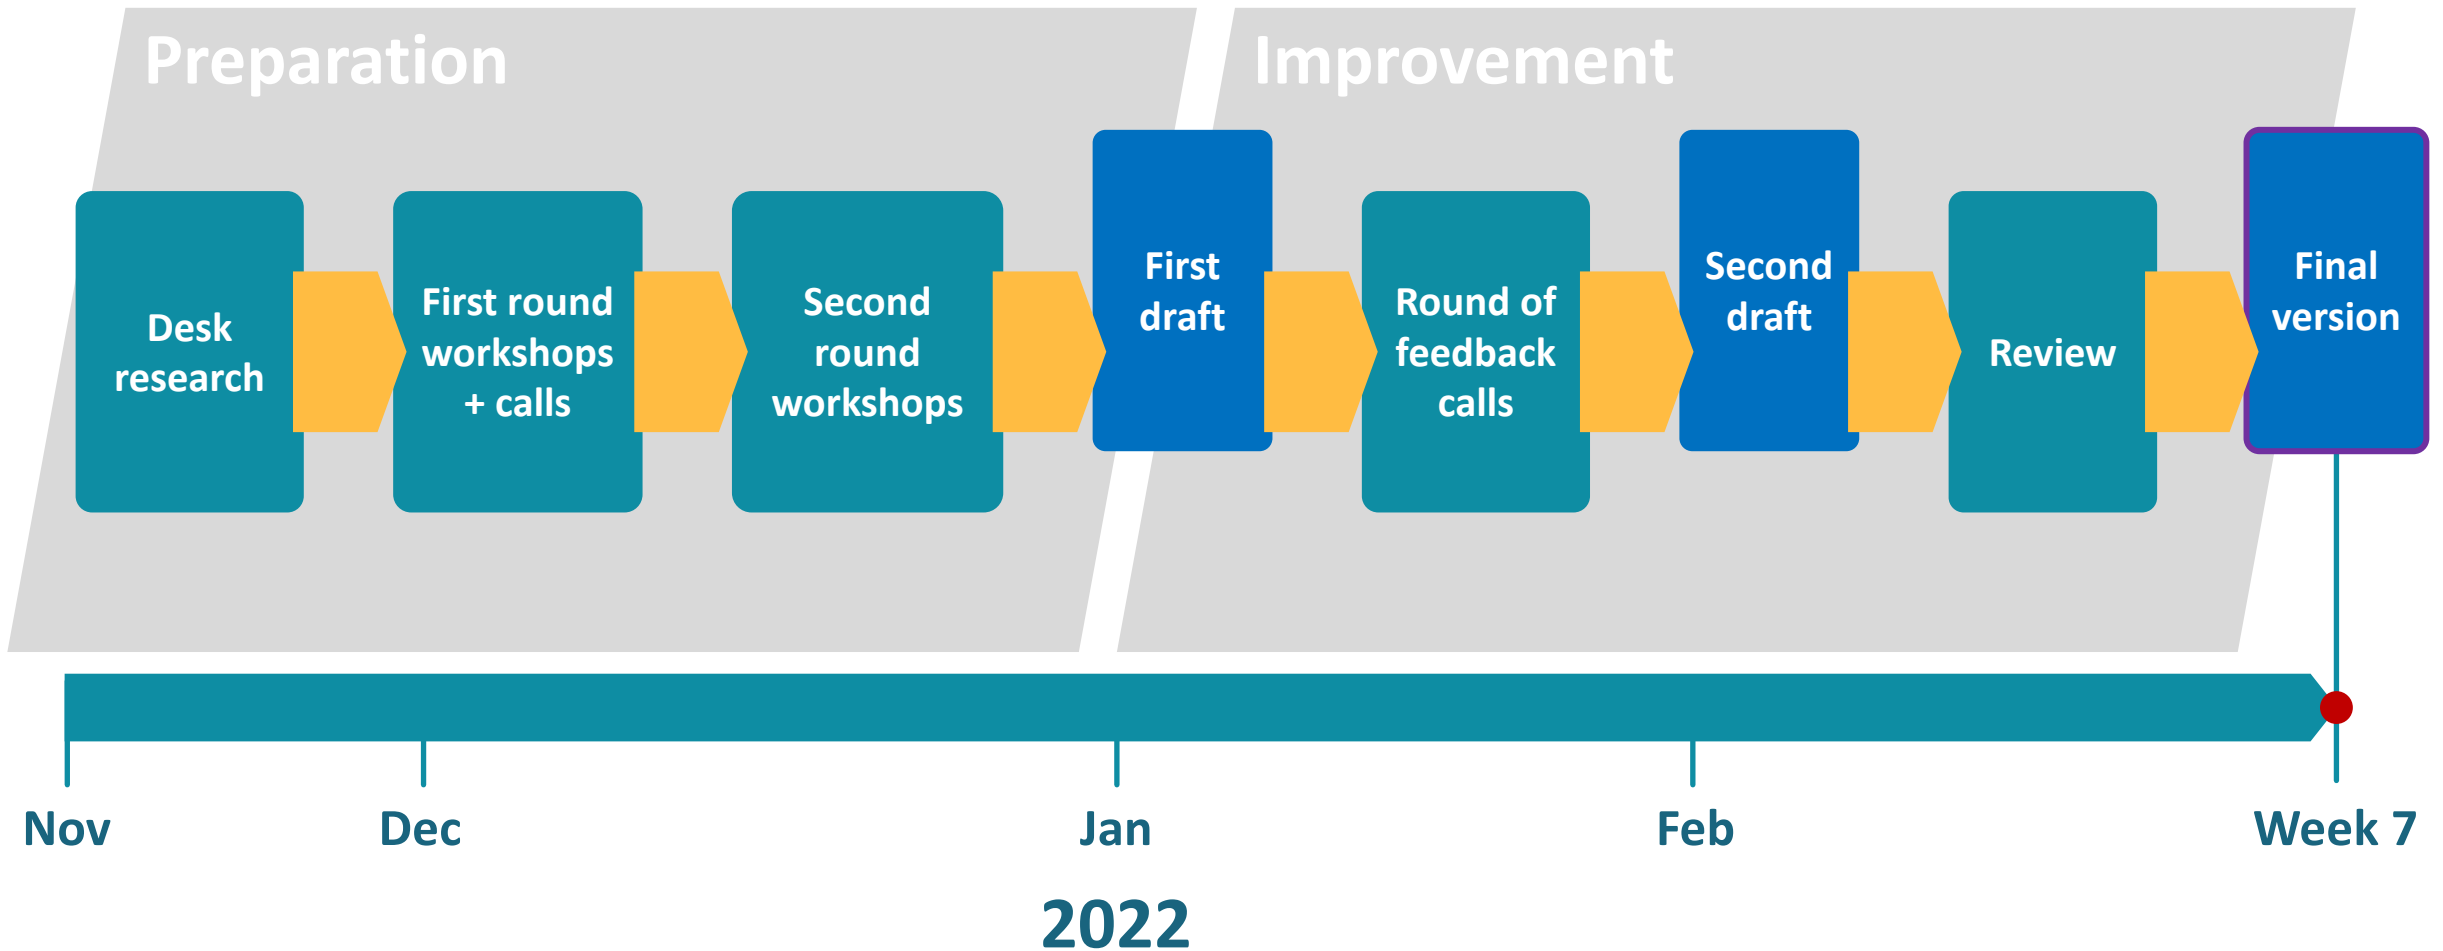 Preparation
Improvement
Desk
research
First round
workshops
+ calls
Second
round
workshops
First
draft
Round of
feedback
calls
Second
draft
Review
Final
version
Nov
Dec
Jan
Feb
Week 7
2022